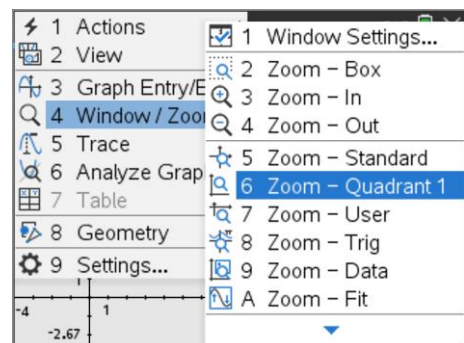 1 Actions
2 View
3 Graph Entry/E
4 Window / Zoo
5 Trace
6 Analyze Grap
7 Table
8 Geometry
9 Settings...
1 Window Settings...
2 Zoom – Box
3 Zoom – In
4 Zoom – Out
5 Zoom – Standard
6 Zoom – Quadrant 1
7 Zoom – User
8 Zoom – Trig
9 Zoom – Data
A Zoom – Fit
-4
1
-2.67